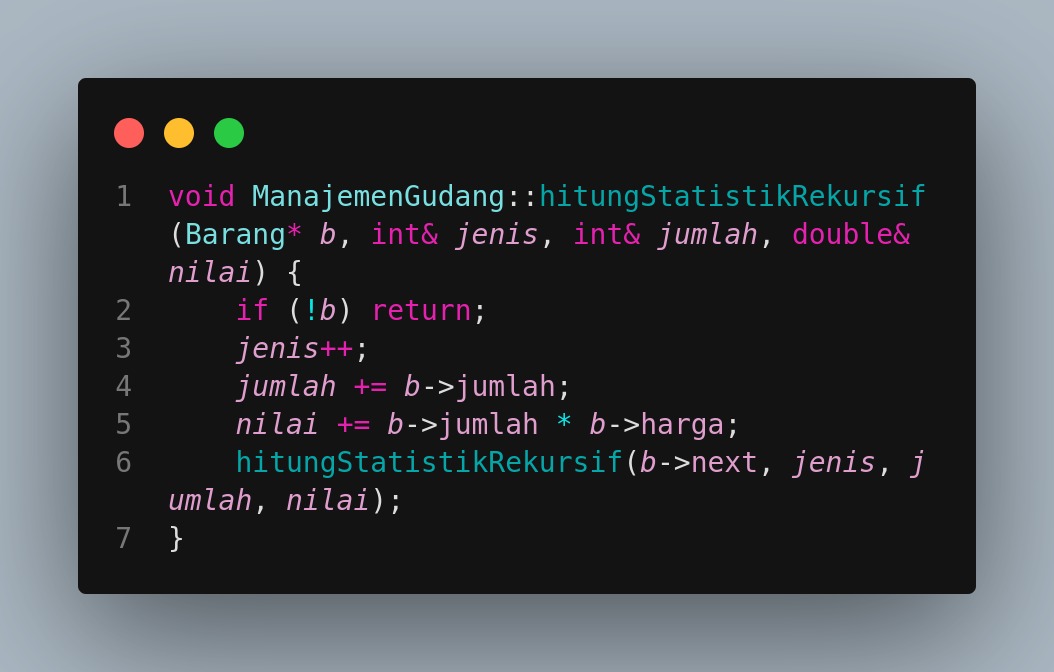 1 void ManajemenGudang::hitungStatistikRekursif
(Barang* b, int& jenis, int& jumlah, double&
nilai) {
2     if (!b) return;
3     jenis++;
4     jumlah += b->jumlah;
5     nilai += b->jumlah * b->harga;
6     hitungStatistikRekursif(b->next, jenis, j
umlah, nilai);
7 }